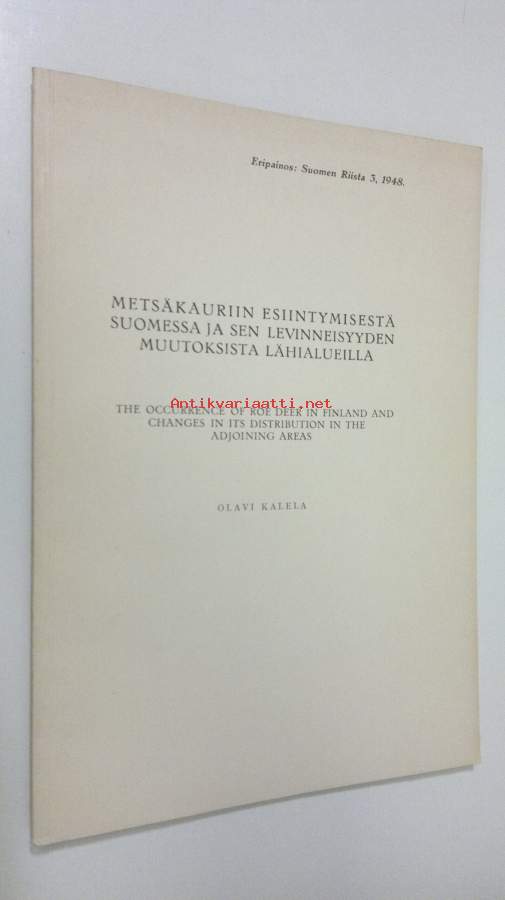 Eripainos: Suomen Riista 3, 1948.
METSÄKAURIIN ESIINTYMISESTÄ
SUOMESSA JA SEN LEVINNEISYYDEN
MUUTOKSISTA LÄHIALUEILLA
Antikvariaatti.net
THE OCCURRENCE OF ROE DEER IN FINLAND AND
CHANGES IN ITS DISTRIBUTION IN THE
ADJOINING AREAS
OLAVI KALELA